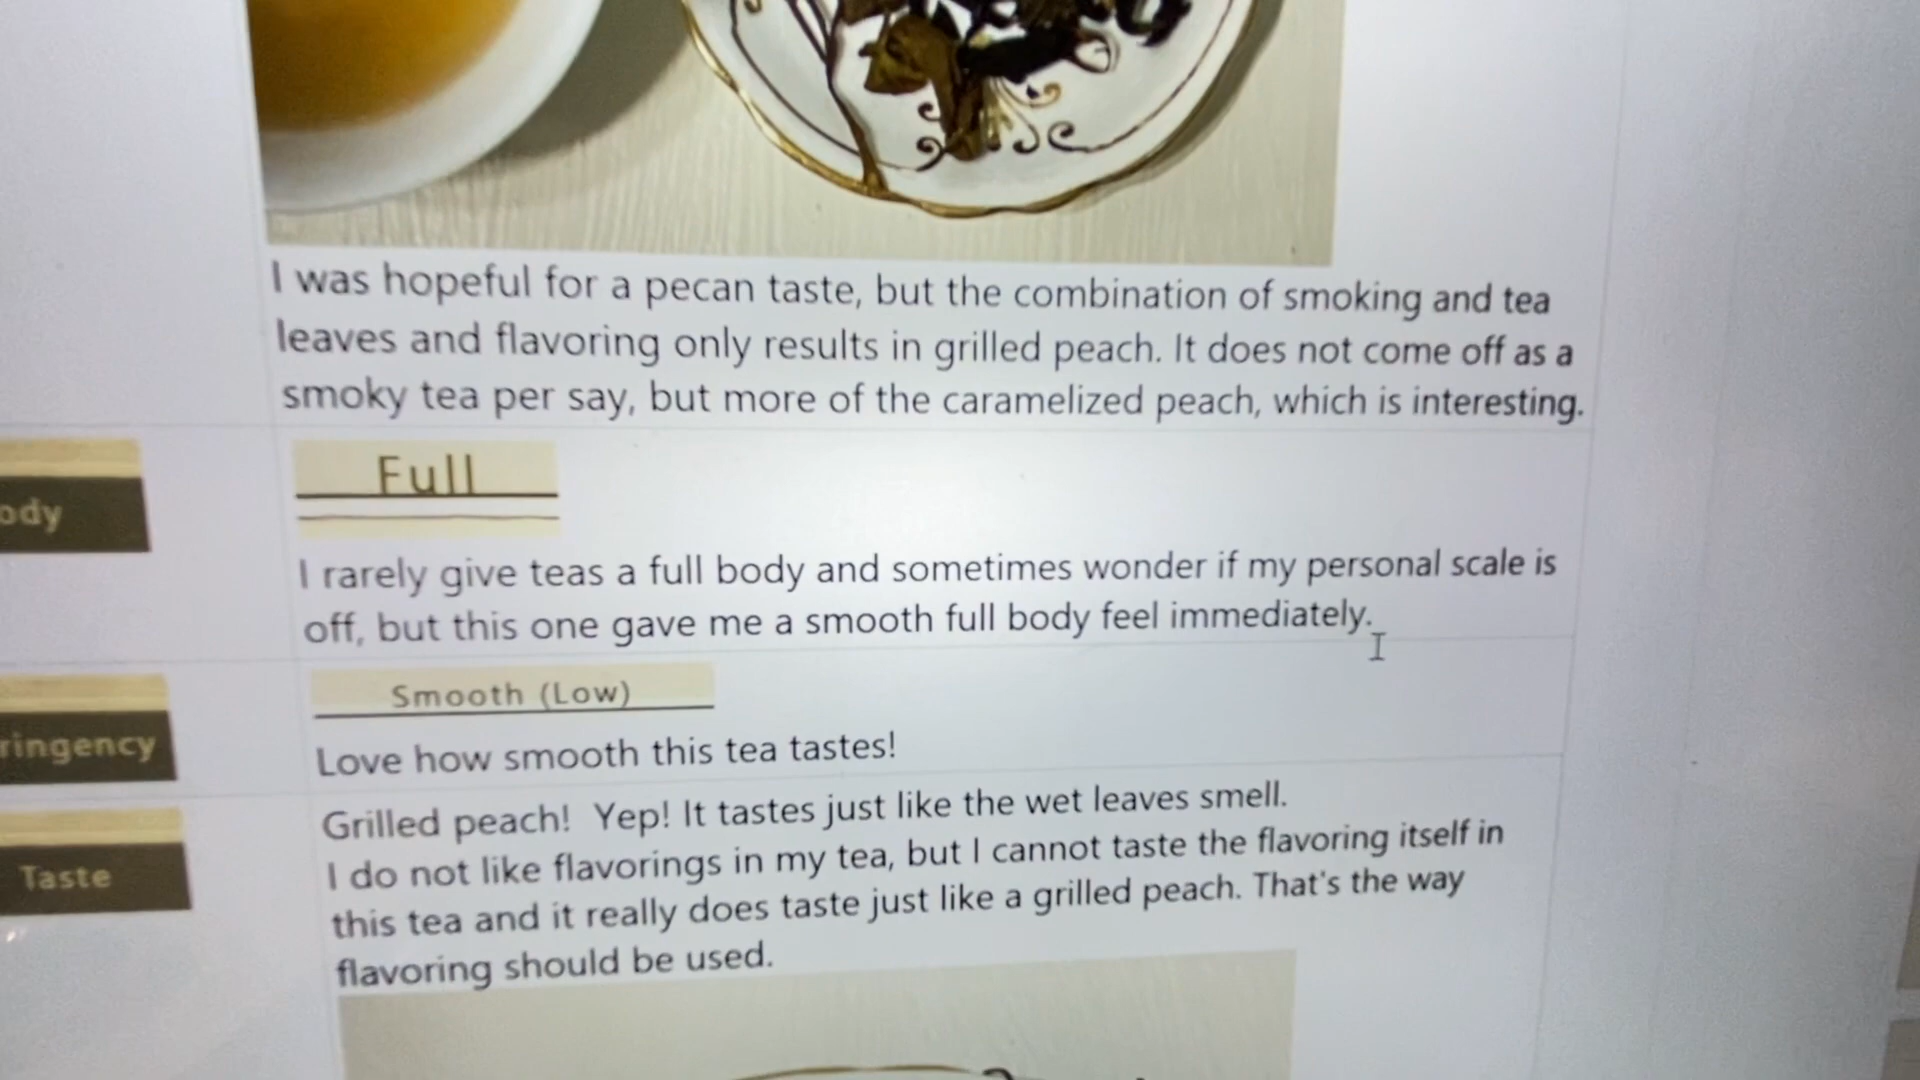 I was hopeful for a pecan taste, but the combination of smoking and tea
leaves and flavoring only results in grilled peach. It does not come off as a
smoky tea per say, but more of the caramelized peach, which is interesting.
ody
Full
I rarely give teas a full body and sometimes wonder if my personal scale is
off, but this one gave me a smooth full body feel immediately.
ringency
Smooth (Low)
Love how smooth this tea tastes!
Taste
Grilled peach!  Yep! It tastes just like the wet leaves smell.
I do not like flavorings in my tea, but I cannot taste the flavoring itself in
this tea and it really does taste just like a grilled peach. That's the way
flavoring should be used.